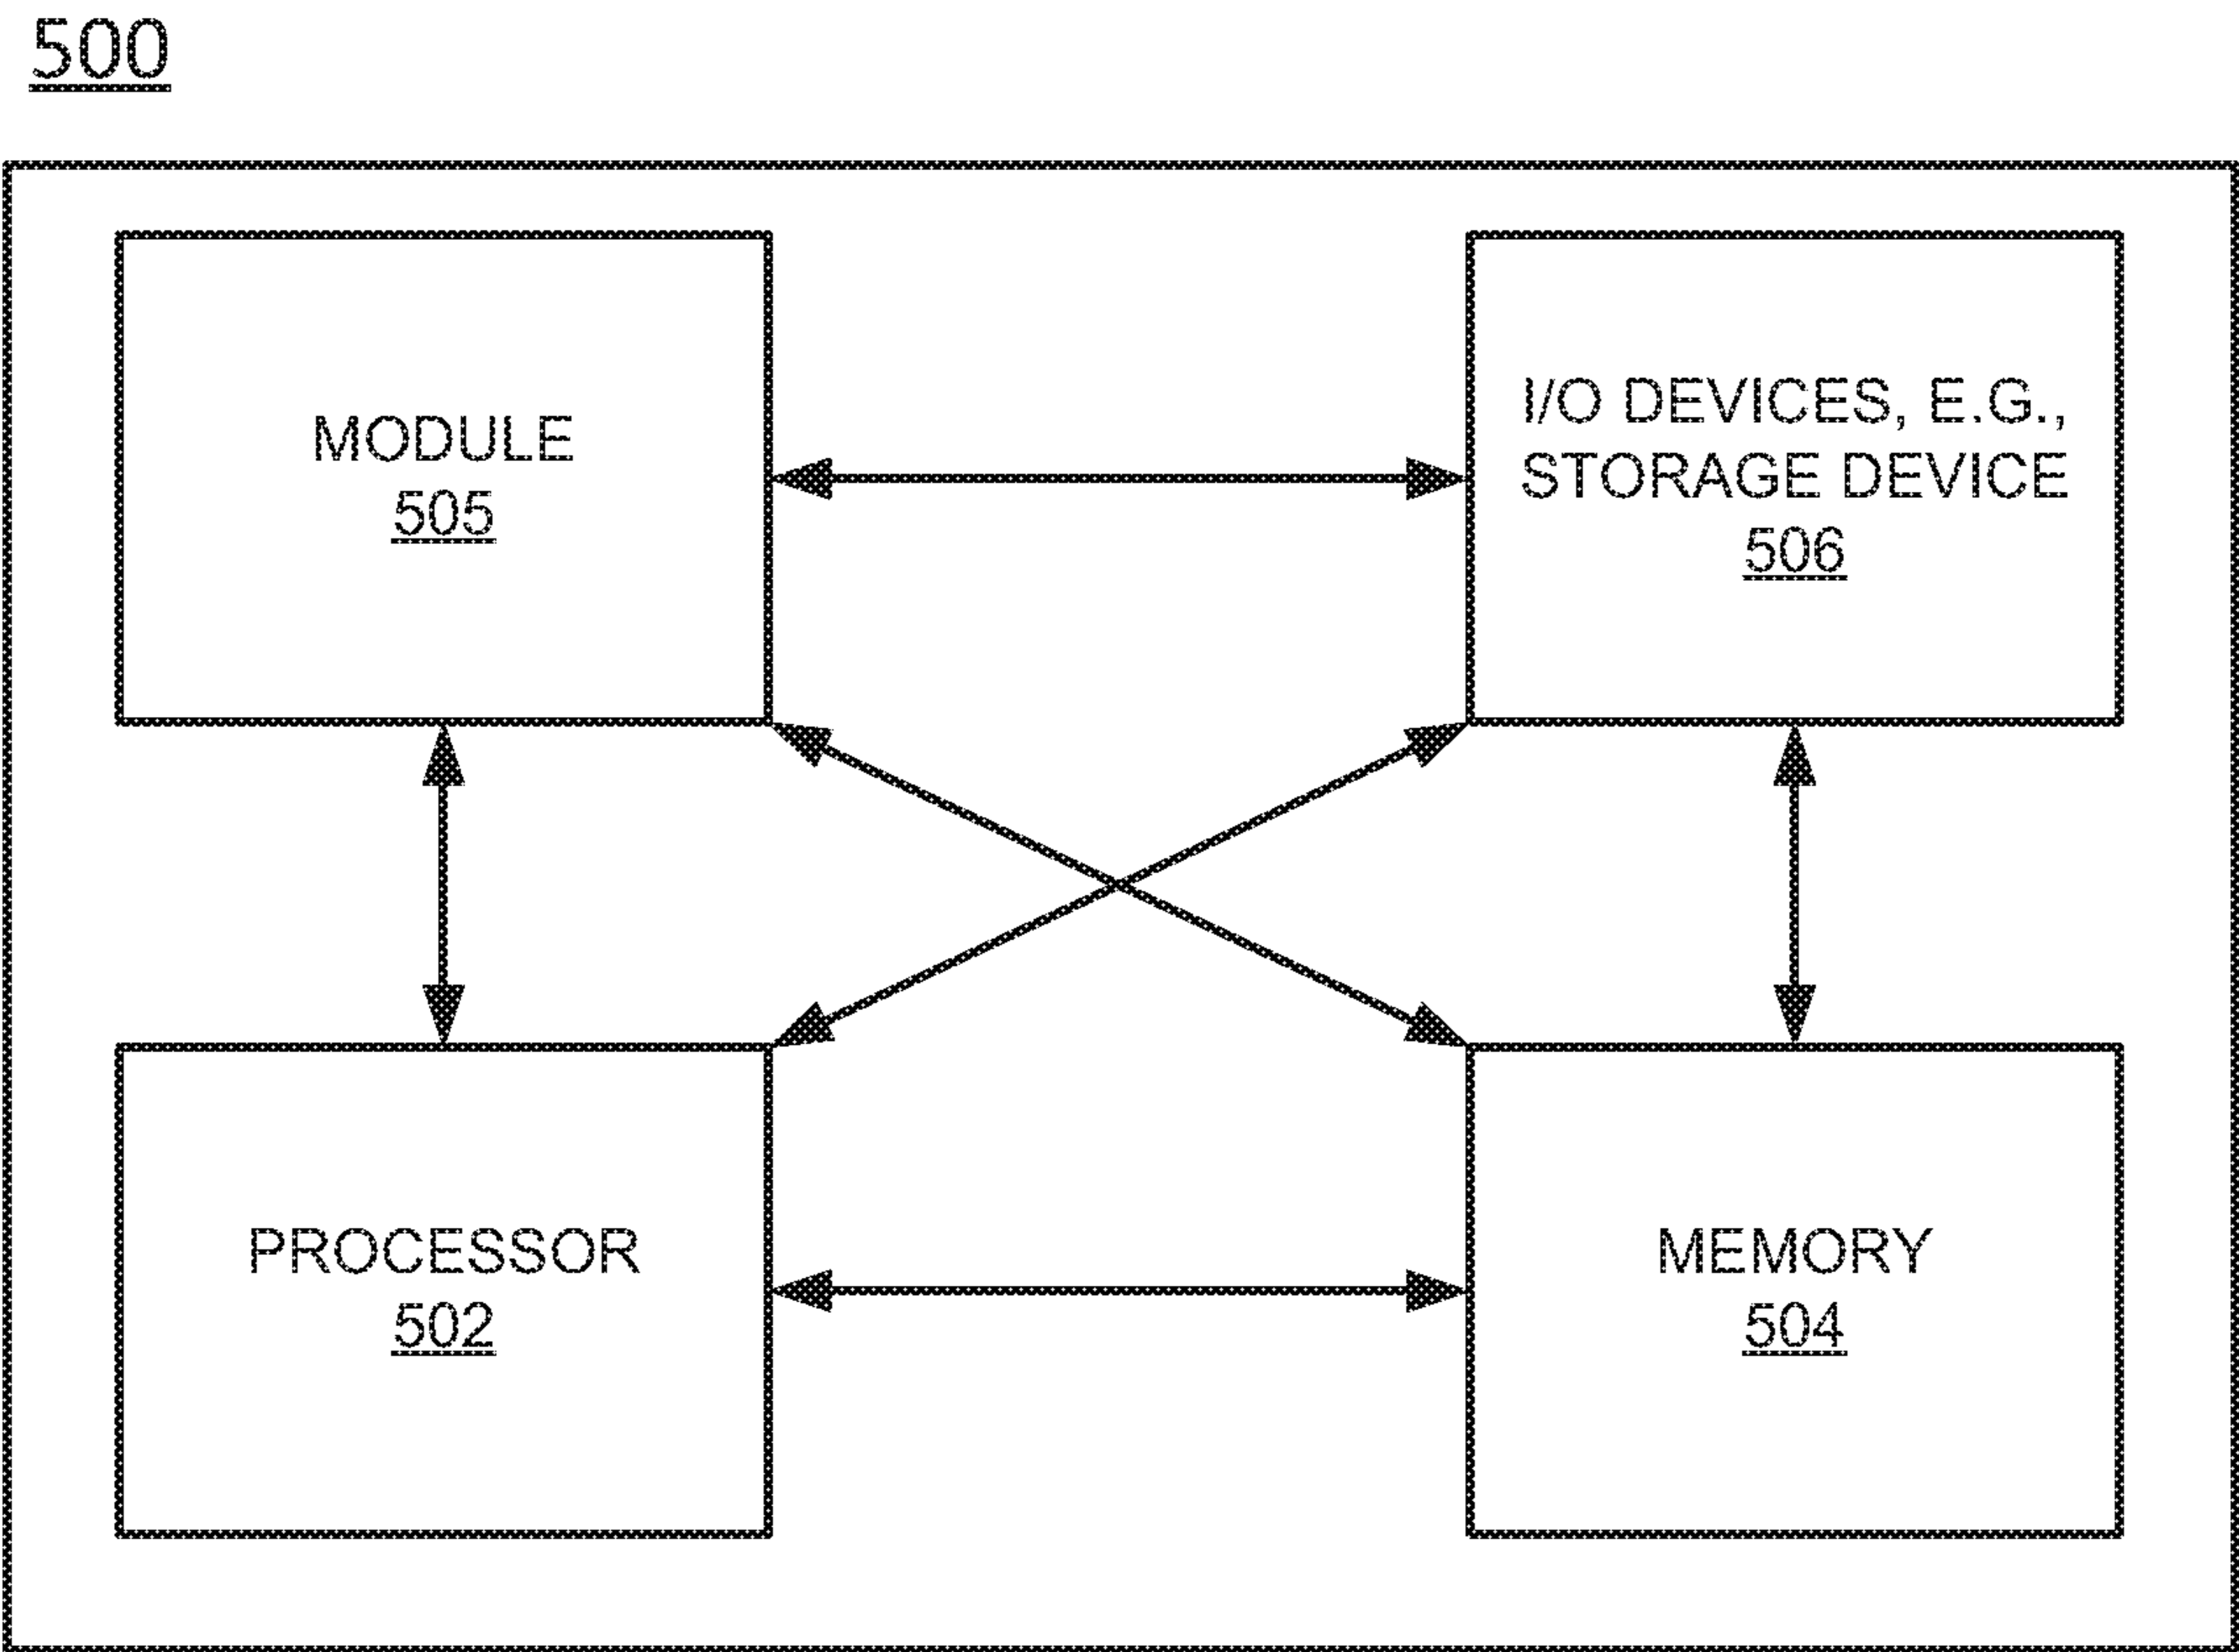 500
MODULE
505
I/O DEVICES, E.G.,
STORAGE DEVICE
506
PROCESSOR
502
MEMORY
504